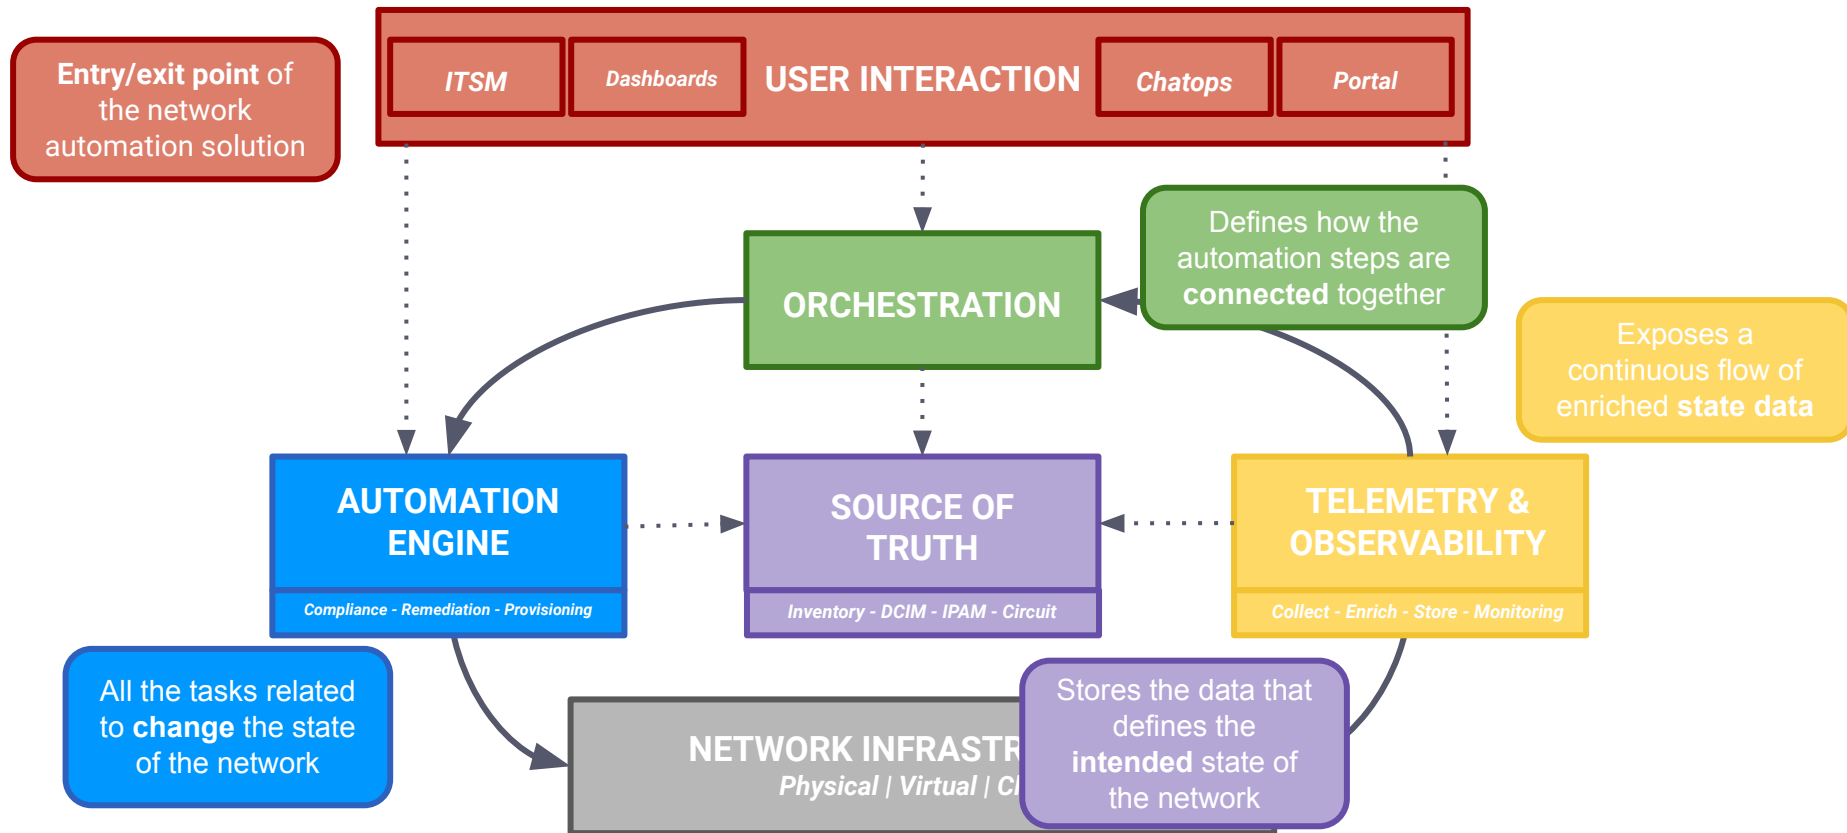 Entry/exit point of
the network
automation solution
ITSM
Dashboards
USER INTERACTION
Chatops
Portal
Defines how the
automation steps are
connected together
ORCHESTRATION
Exposes a
continuous flow of
enriched state data
AUTOMATION
ENGINE
Compliance - Remediation - Provisioning
SOURCE OF
TRUTH
Inventory - DCIM - IPAM - Circuit
TELEMETRY &
OBSERVABILITY
Collect - Enrich - Store - Monitoring
All the tasks related
to change the state
of the network
NETWORK
Physical | Virtual |
Stores the data that
defines the
intended state of
the network